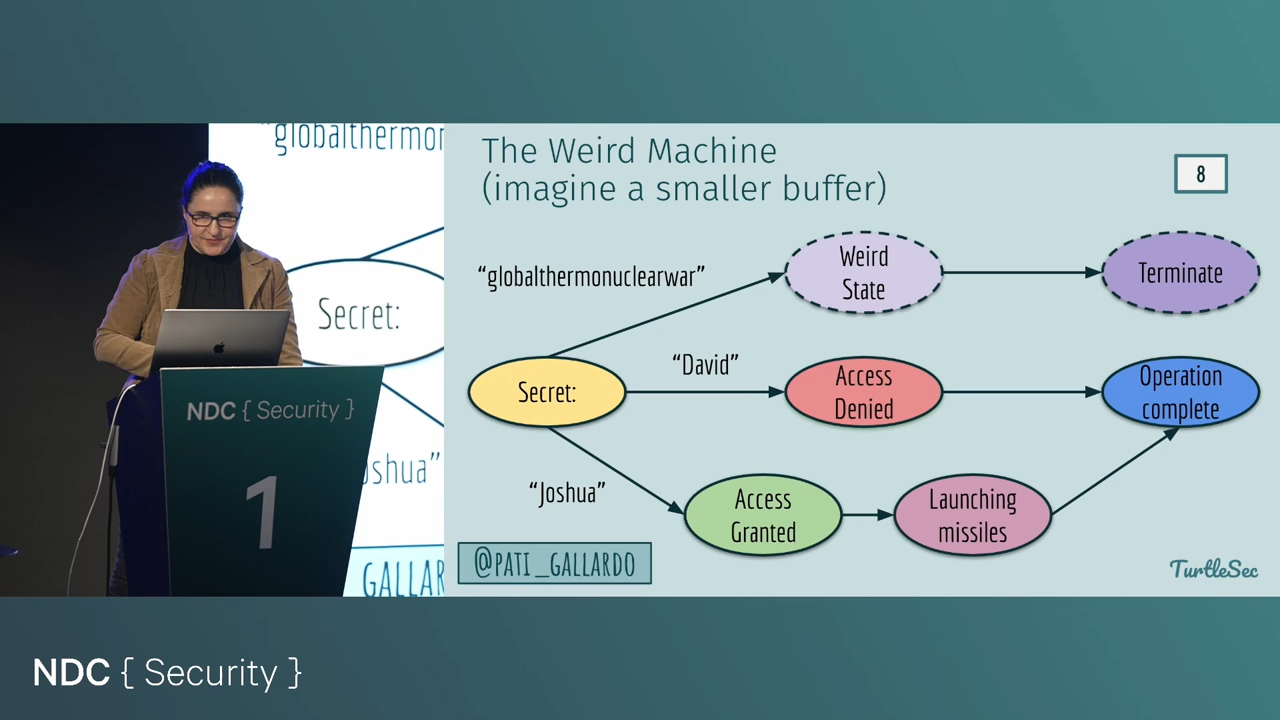 "globalthermon
Secret:
oshua"
GALLAR
NDC { Security }
1
The Weird Machine
(imagine a smaller buffer)
8
“globalthermonuclearwar”
Weird
State
Terminate
Secret:
“David”
Access
Denied
Operation
complete
“Joshua”
Access
Granted
Launching
missiles
@PATI_GALLARDO
TurtleSec
NDC { Security }